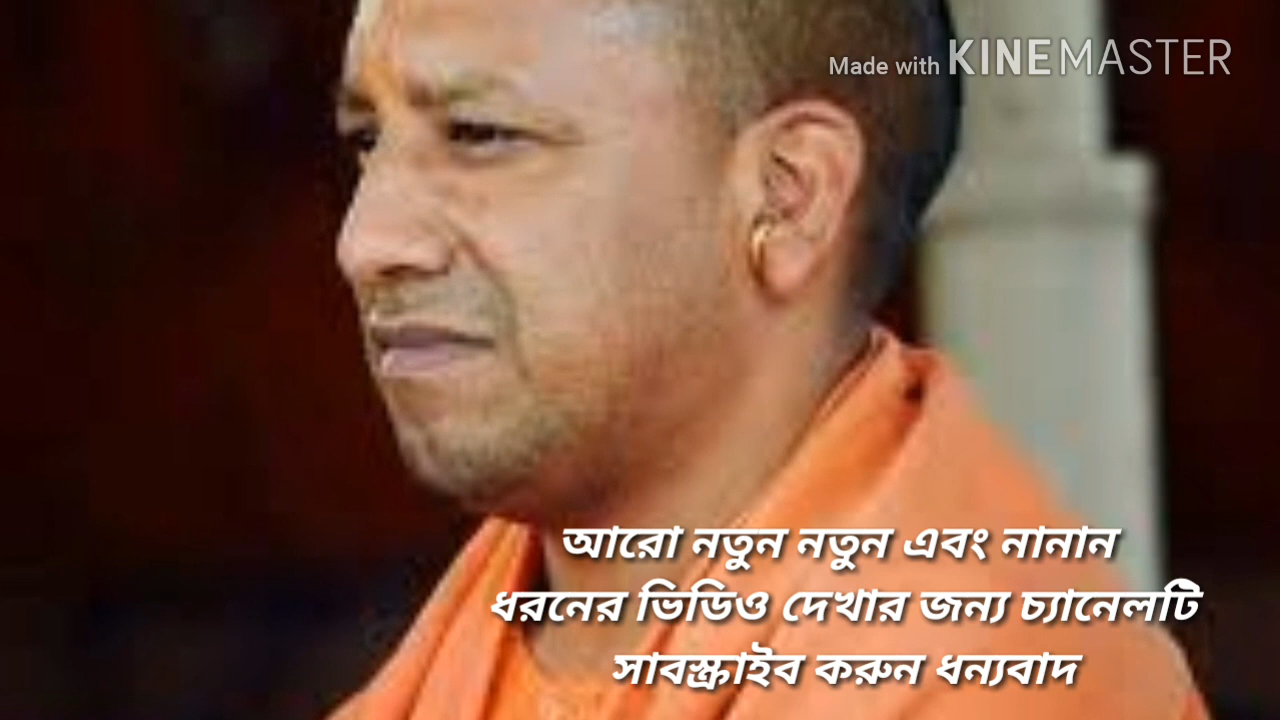 Made with KINEMASTER
আরো নতুন নতুন এবং নানান
ধরনের ভিডিও দেখার জন্য চ্যানেলটি
সাবস্ক্রাইব করুন ধন্যবাদ